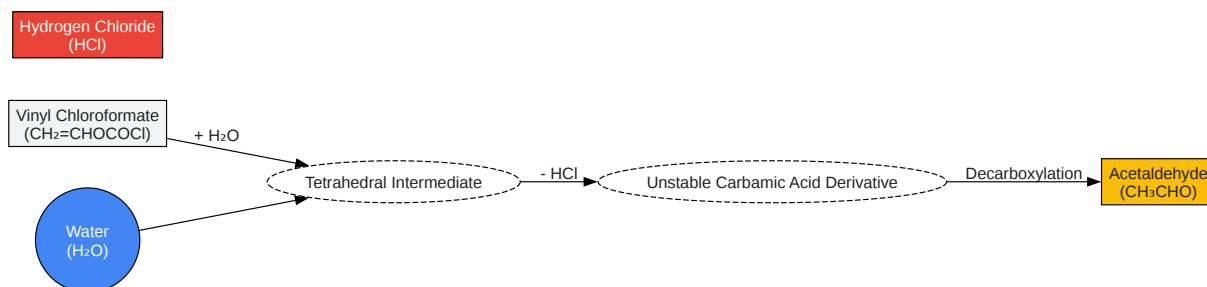 Hydrogen Chloride
(HCl)
Vinyl Chloroformate
(CH₂=CHOCOCl)
+ H₂O
Tetrahedral Intermediate
- HCl
Unstable Carbamic Acid Derivative
Decarboxylation
Acetaldehyde
(CH₃CHO)
Water
(H₂O)